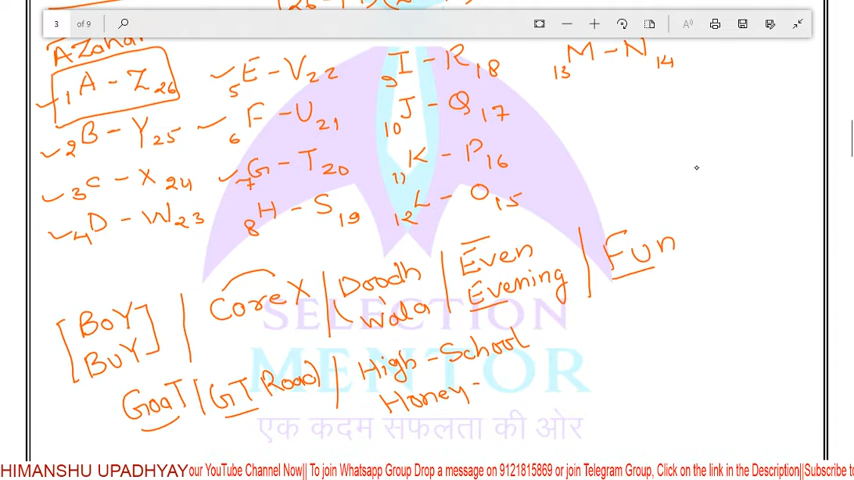 3 of 9
Azohar
1 A - Z 26
5 E - V 22
9 I - R 18
13 M - N 14
2 B - Y 25
6 F - U 21
10 J - Q 17
3 C - X 24
7 G - T 20
11 K - P 16
4 D - W 23
8 H - S 19
12 L - O 15
BoY
BuY
CoreX
Doodh
Wala
Even
Evening
Fun
GoaT | GT Road
High - School
Honey -
SELECTION
MENTOR
एक कदम सफलता की ओर
HIMANSHU UPADHYAY our YouTube Channel Now|| To join Whatsapp Group Drop a message on 9121815869 or join Telegram Group, Click on the link in the Description||Subscribe to